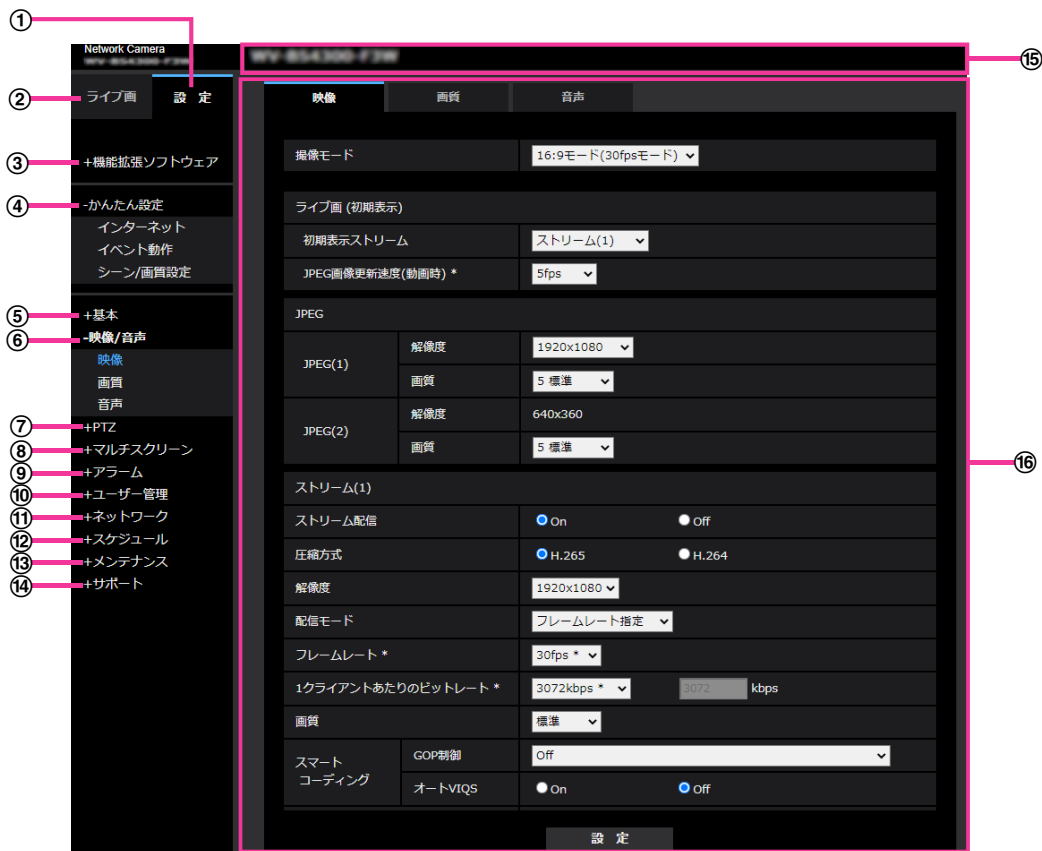 ①
Network Camera
⑮
② ライブ画 設 定
映像 画質 音声
③ +機能拡張ソフトウェア
④ -かんたん設定
インターネット
イベント動作
シーン/画質設定
⑤ +基本
⑥ -映像/音声
映像
画質
音声
⑦ +PTZ
⑧ +マルチスクリーン
⑨ +アラーム
⑩ +ユーザー管理
⑪ +ネットワーク
⑫ +スケジュール
⑬ +メンテナンス
⑭ +サポート
撮像モード 16:9モード(30fpsモード)
ライブ画 (初期表示)
初期表示ストリーム ストリーム(1)
JPEG画像更新速度(動画時) * 5fps
JPEG
JPEG(1) 解像度 1920x1080
画質 5 標準
JPEG(2) 解像度 640x360
画質 5 標準
⑯
ストリーム(1)
ストリーム配信 On Off
圧縮方式 H.265 H.264
解像度 1920x1080
配信モード フレームレート指定
フレームレート * 30fps *
1クライアントあたりのビットレート * 3072kbps * 3072 kbps
画質 標準
スマート
コーディング
GOP制御 Off
オートVIQS On Off
設 定